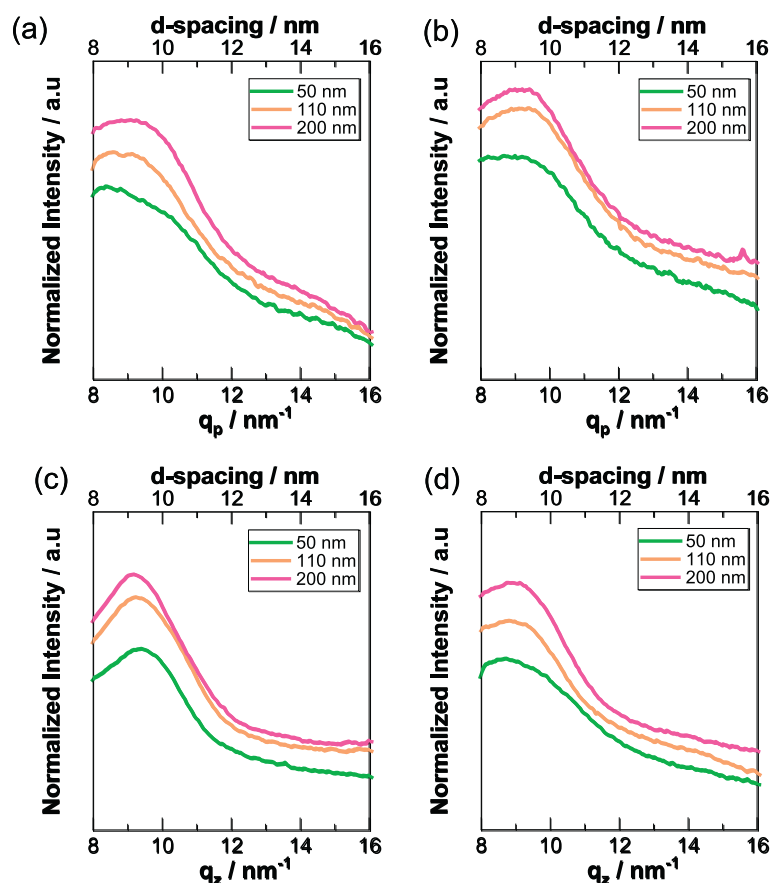 (a)
d-spacing / nm
8 10 12 14 16
Normalized Intensity / a.u
50 nm
110 nm
200 nm
8 10 12 14 16
qp / nm-1
(b)
d-spacing / nm
8 10 12 14 16
Normalized Intensity / a.u
50 nm
110 nm
200 nm
8 10 12 14 16
qp / nm-1
(c)
d-spacing / nm
8 10 12 14 16
Normalized Intensity / a.u
50 nm
110 nm
200 nm
8 10 12 14 16
qz / nm-1
(d)
d-spacing / nm
8 10 12 14 16
Normalized Intensity / a.u
50 nm
110 nm
200 nm
8 10 12 14 16
qz / nm-1